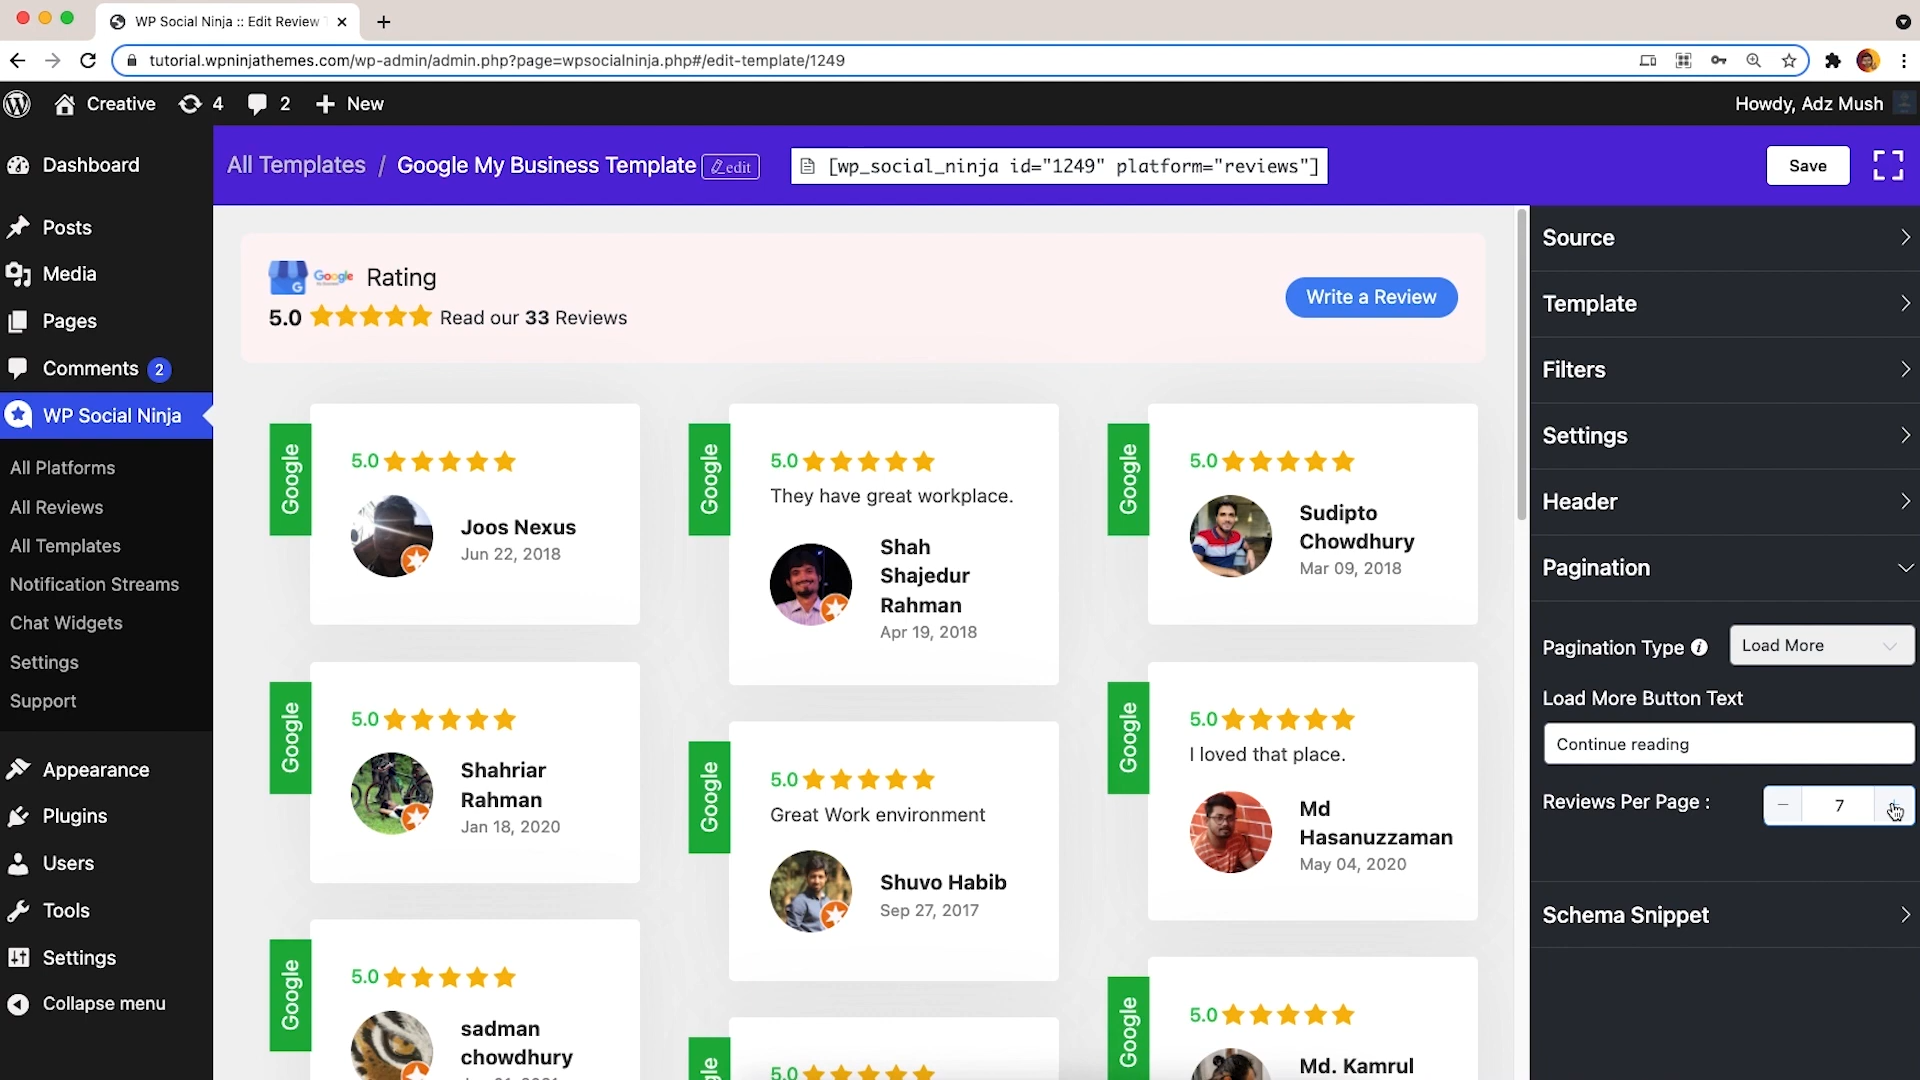 WP Social Ninja :: Edit Review
tutorial.wpninjathemes.com/wp-admin/admin.php?page=wpsocialninja.php#/edit-template/1249
Creative 4 2 New
Howdy, Adz Mush
Dashboard
Posts
Media
Pages
Comments 2
WP Social Ninja
All Platforms
All Reviews
All Templates
Notification Streams
Chat Widgets
Settings
Support
Appearance
Plugins
Users
Tools
Settings
Collapse menu
All Templates / Google My Business Template edit
[wp_social_ninja id="1249" platform="reviews"]
Save
Google Rating
5.0 Read our 33 Reviews
Write a Review
Google
5.0
Joos Nexus
Jun 22, 2018
Google
5.0
They have great workplace.
Shah
Shajedur
Rahman
Apr 19, 2018
Google
5.0
Sudipto
Chowdhury
Mar 09, 2018
Google
5.0
Shahriar
Rahman
Jan 18, 2020
Google
5.0
Great Work environment
Shuvo Habib
Sep 27, 2017
Google
5.0
I loved that place.
Md
Hasanuzzaman
May 04, 2020
Google
5.0
sadman
chowdhury
5.0
Google
5.0
Md. Kamrul
Source
Template
Filters
Settings
Header
Pagination
Pagination Type Load More
Load More Button Text
Continue reading
Reviews Per Page : 7
Schema Snippet